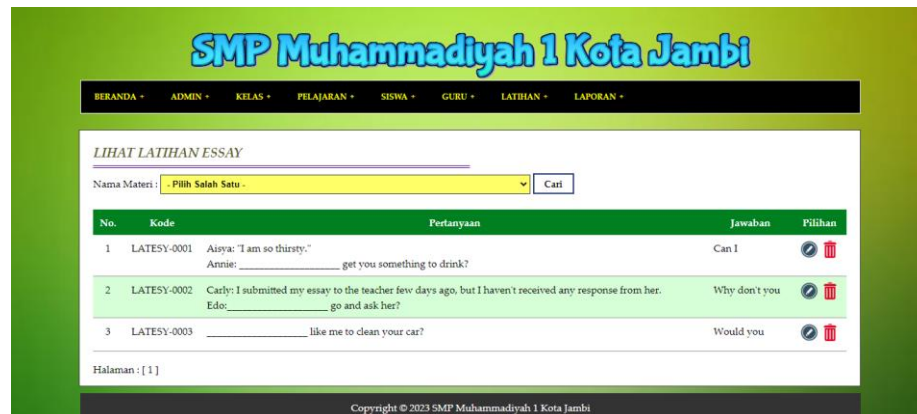 SMP Muhammadiyah 1 Kota Jambi
BERANDA + ADMIN + KELAS + PELAJARAN + SISWA + GURU + LATIHAN + LAPORAN +
LIHAT LATIHAN ESSAY
Nama Materi : - Pilih Salah Satu - Cari
No. Kode Pertanyaan Jawaban Pilihan
1 LATESY-0001 Aisya: "I am so thirsty." Can I
Annie: ____________________ get you something to drink?
2 LATESY-0002 Carly: I submitted my essay to the teacher few days ago, but I haven't received any response from her. Why don't you
Edo:____________________ go and ask her?
3 LATESY-0003 ____________________like me to clean your car? Would you
Halaman : [ 1 ]
Copyright © 2023 SMP Muhammadiyah 1 Kota Jambi